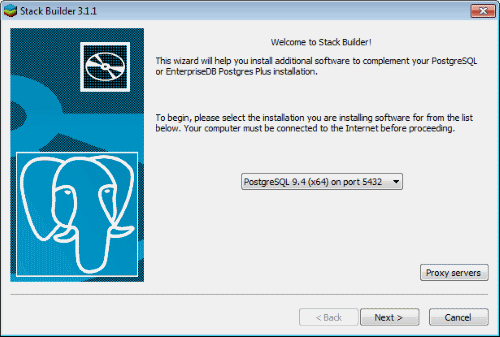 Stack Builder 3.1.1
Welcome to Stack Builder!
This wizard will help you install additional software to complement your PostgreSQL
or EnterpriseDB Postgres Plus installation.
To begin, please select the installation you are installing software for from the list
below. Your computer must be connected to the Internet before proceeding.
PostgreSQL 9.4 (x64) on port 5432
Proxy servers
< Back Next > Cancel